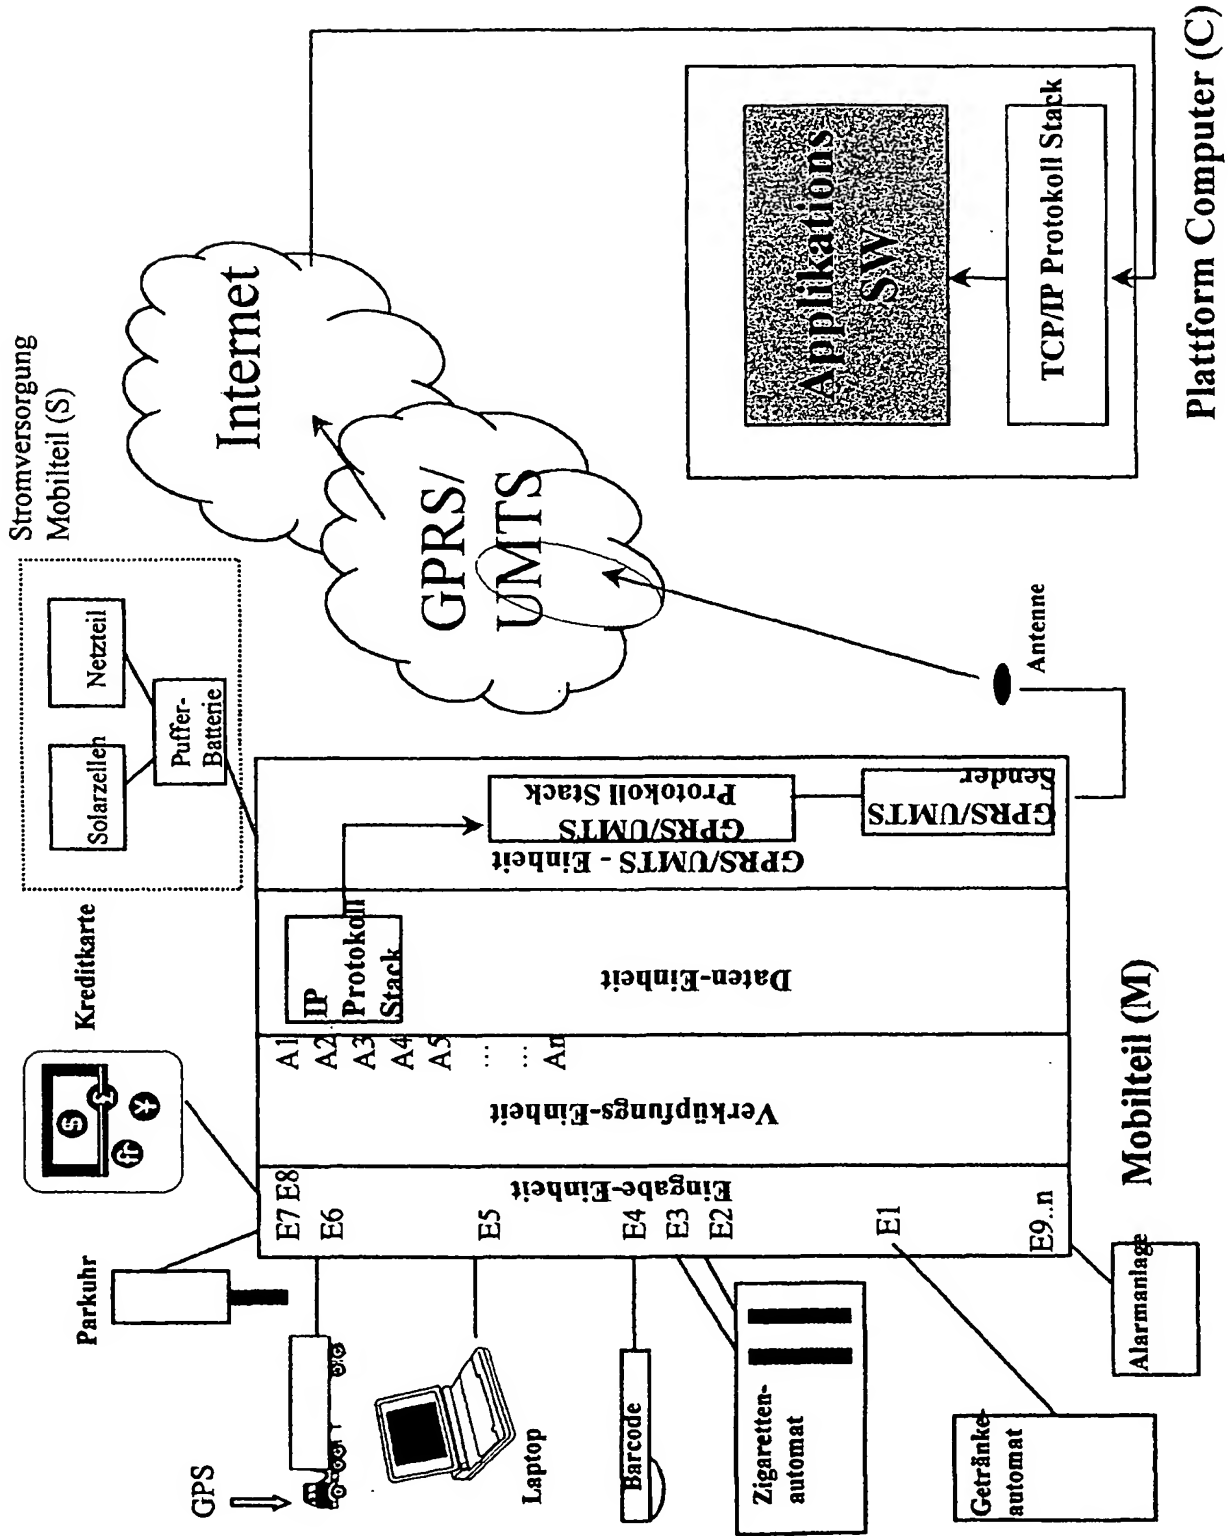 Stromversorgung
Mobilteil (S)
Solarzellen
Netzteil
Puffer-
Batterie
Kreditkarte
$
£
fr
¥
Parkuhr
GPS
Laptop
Barcode
Zigaretten-
automat
Getränke-
automat
Alarmanlage
E7 E8
E6
E5
E4
E3
E2
E1
E9..n
Eingabe-Einheit
Verküpfungs-Einheit
A1
A2
A3
A4
A5
...
...
An
IP
Protokoll
Stack
Daten-Einheit
GPRS/UMTS - Einheit
GPRS/UMTS
Protokoll Stack
GPRS/UMTS
Sender
Mobilteil (M)
Antenne
GPRS/
UMTS
Internet
Applikations
SW
TCP/IP Protokoll Stack
Plattform Computer (C)